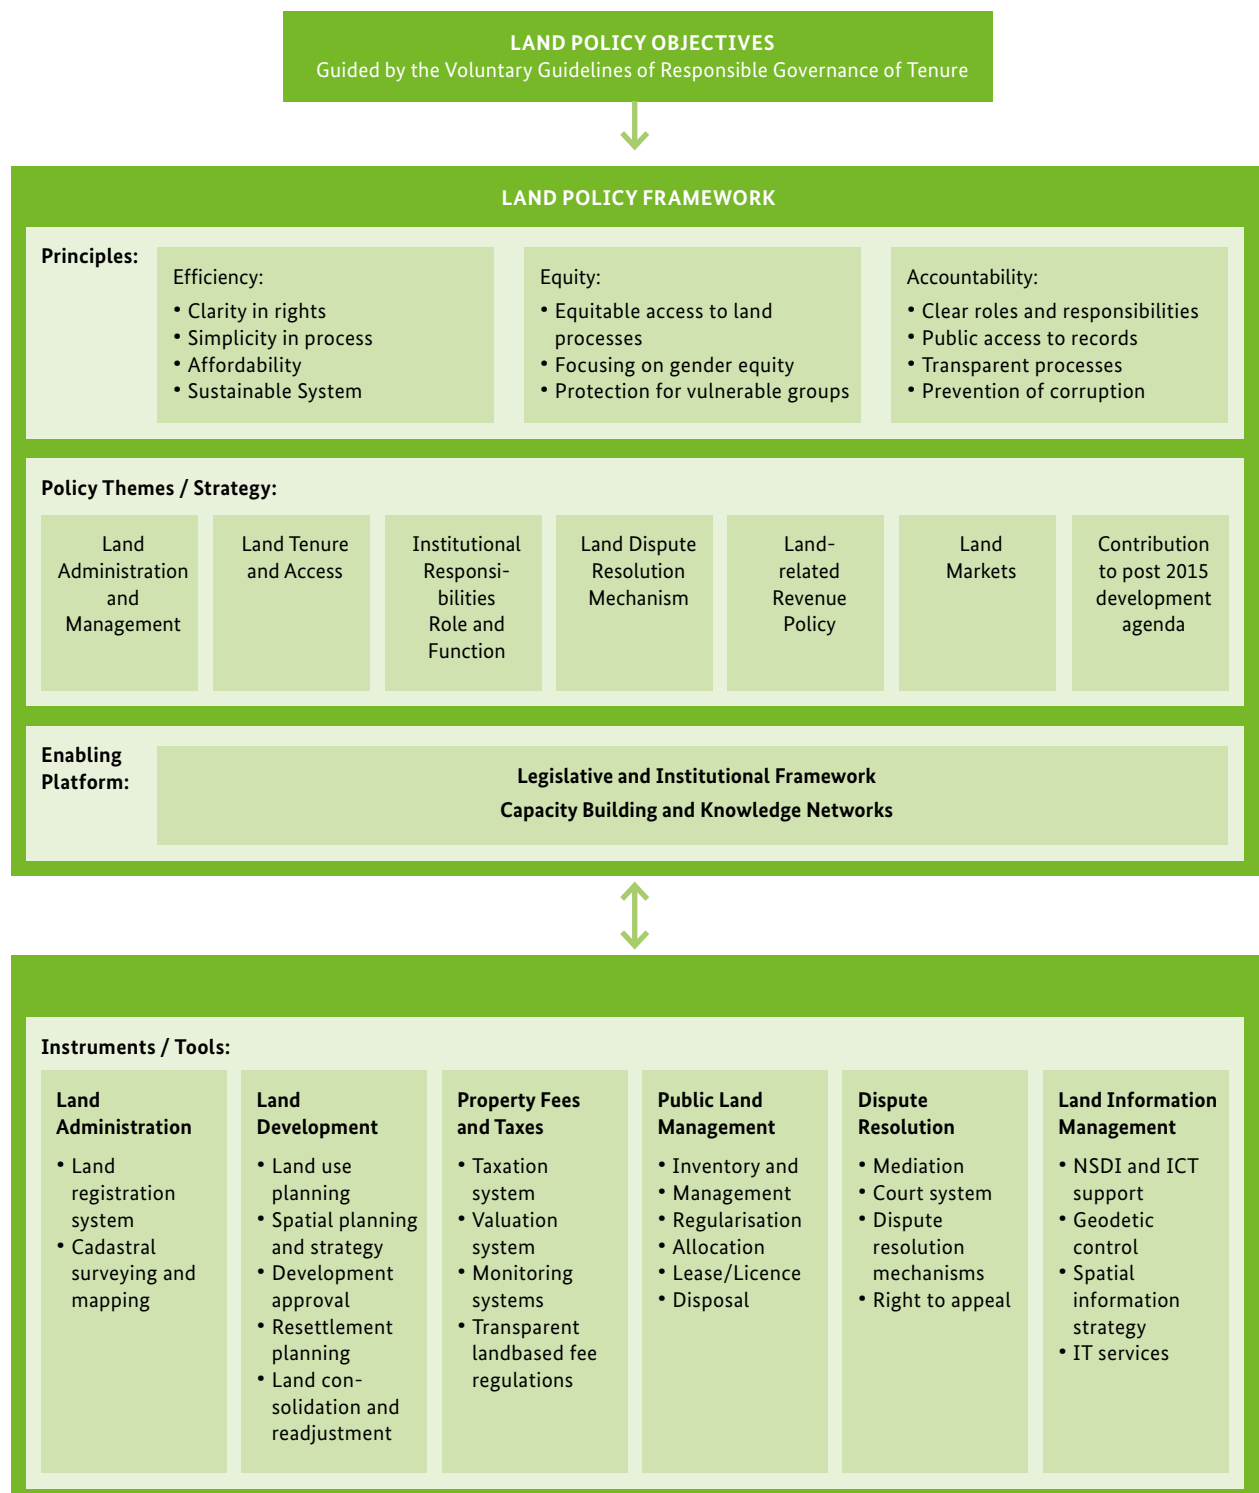 LAND POLICY OBJECTIVES
Guided by the Voluntary Guidelines of Responsible Governance of Tenure
LAND POLICY FRAMEWORK
Principles:
Efficiency:
• Clarity in rights
• Simplicity in process
• Affordability
• Sustainable System
Equity:
• Equitable access to land
processes
• Focusing on gender equity
• Protection for vulnerable groups
Accountability:
• Clear roles and responsibilities
• Public access to records
• Transparent processes
• Prevention of corruption
Policy Themes / Strategy:
Land
Administration
and
Management
Land Tenure
and Access
Institutional
Responsi-
bilities
Role and
Function
Land Dispute
Resolution
Mechanism
Land-
related
Revenue
Policy
Land
Markets
Contribution
to post 2015
development
agenda
Enabling
Platform:
Legislative and Institutional Framework
Capacity Building and Knowledge Networks
Instruments / Tools:
Land
Administration
• Land
registration
system
• Cadastral
surveying and
mapping
Land
Development
• Land use
planning
• Spatial planning
and strategy
• Development
approval
• Resettlement
planning
• Land con-
solidation and
readjustment
Property Fees
and Taxes
• Taxation
system
• Valuation
system
• Monitoring
systems
• Transparent
landbased fee
regulations
Public Land
Management
• Inventory and
• Management
• Regularisation
• Allocation
• Lease/Licence
• Disposal
Dispute
Resolution
• Mediation
• Court system
• Dispute
resolution
mechanisms
• Right to appeal
Land Information
Management
• NSDI and ICT
support
• Geodetic
control
• Spatial
information
strategy
• IT services